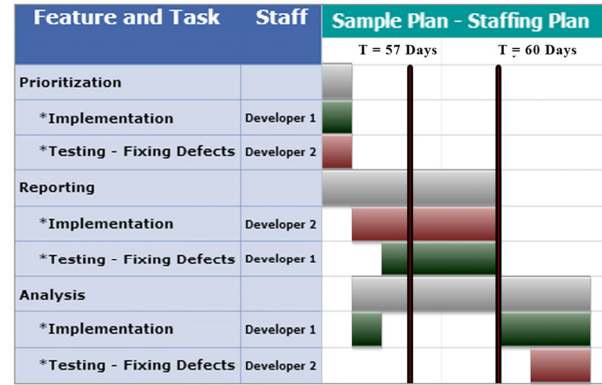 Feature and Task Staff Sample Plan - Staffing Plan
T = 57 Days T = 60 Days
Prioritization
*Implementation Developer 1
*Testing - Fixing Defects Developer 2
Reporting
*Implementation Developer 2
*Testing - Fixing Defects Developer 1
Analysis
*Implementation Developer 1
*Testing - Fixing Defects Developer 2